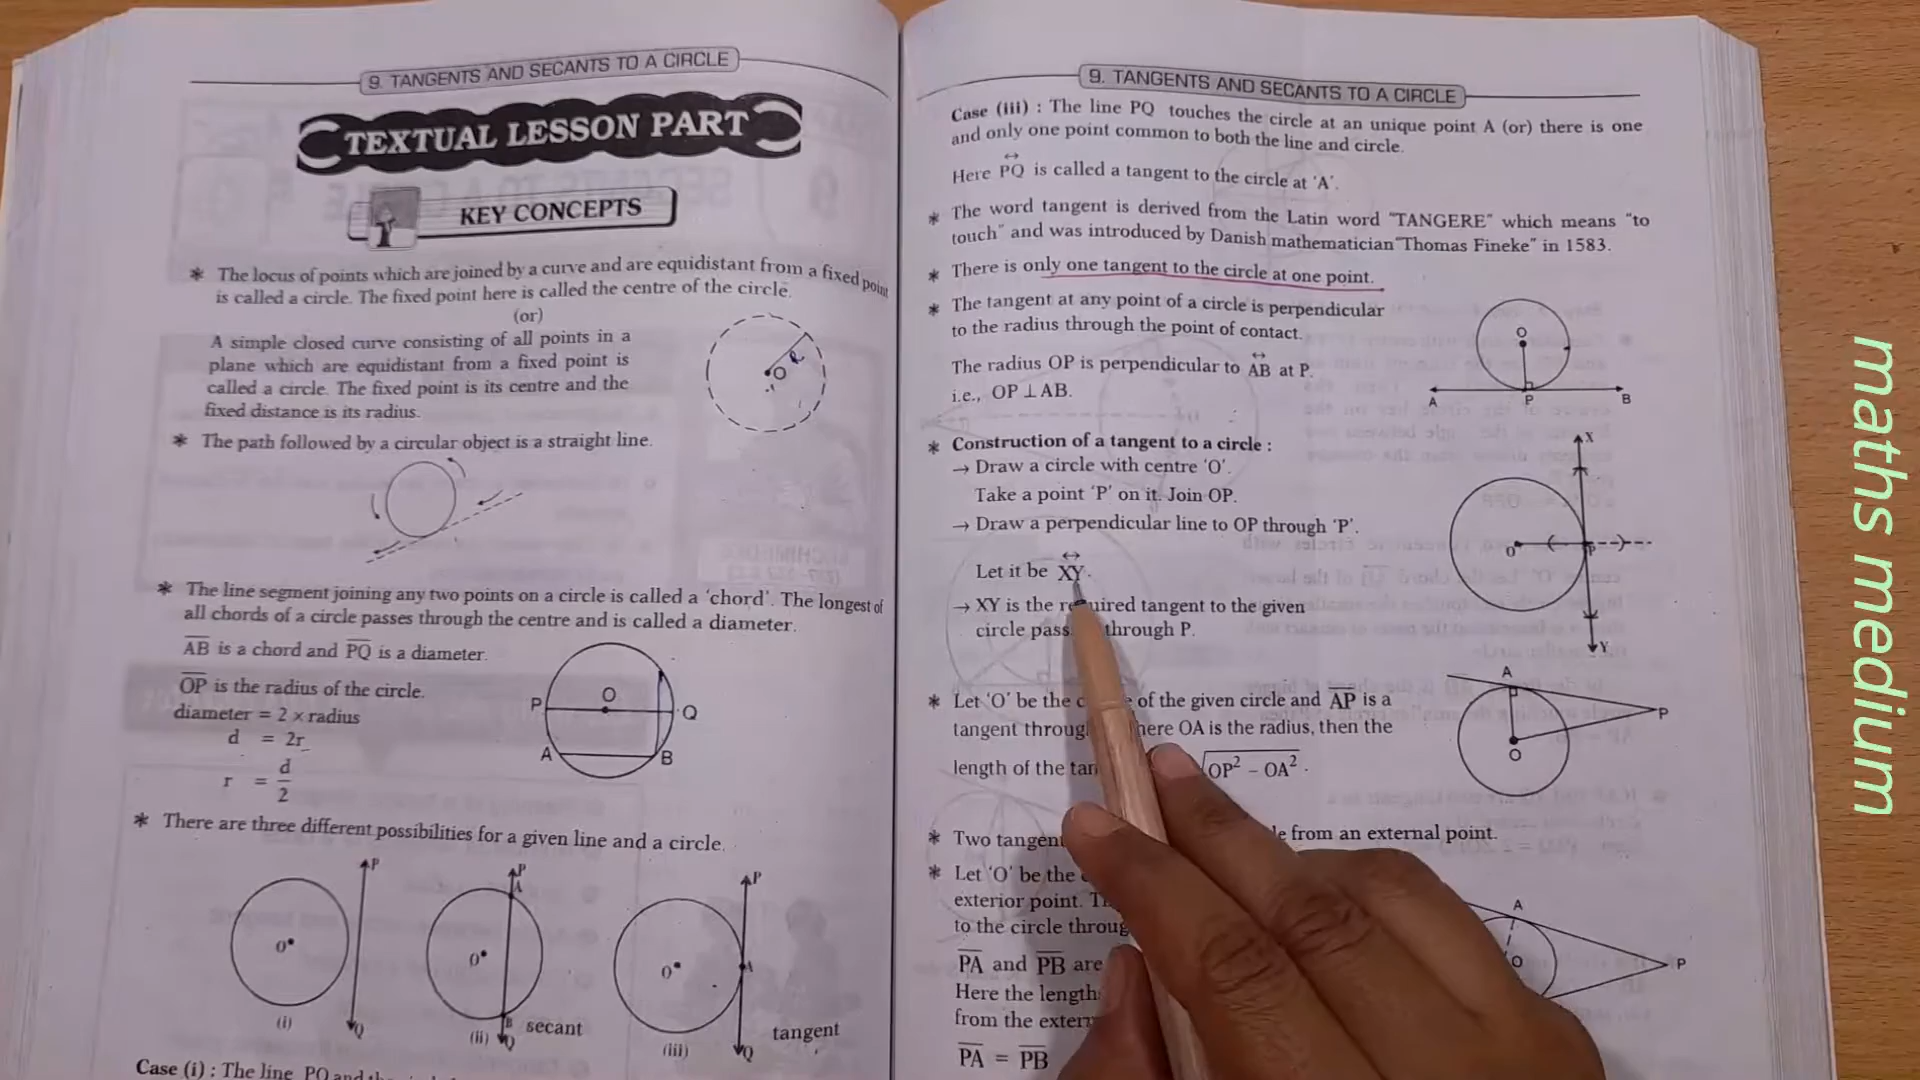 9. TANGENTS AND SECANTS TO A CIRCLE
TEXTUAL LESSON PART
KEY CONCEPTS
* The locus of points which are joined by a curve and are equidistant from a fixed point
is called a circle. The fixed point here is called the centre of the circle.
(or)
A simple closed curve consisting of all points in a
plane which are equidistant from a fixed point is
called a circle. The fixed point is its centre and the
fixed distance is its radius.
O
* The path followed by a circular object is a straight line.
* The line segment joining any two points on a circle is called a 'chord'. The longest of
all chords of a circle passes through the centre and is called a diameter.
AB is a chord and PQ is a diameter.
OP is the radius of the circle.
diameter = 2 × radius
d = 2r
r = d/2
P O Q
A B
* There are three different possibilities for a given line and a circle.
O P Q (i)
O P A B Q (ii) secant
O P A Q (iii) tangent
Case (i) : The line PQ and the
9. TANGENTS AND SECANTS TO A CIRCLE
Case (iii) : The line PQ touches the circle at an unique point A (or) there is one
and only one point common to both the line and circle.
Here PQ is called a tangent to the circle at 'A'.
* The word tangent is derived from the Latin word "TANGERE" which means "to
touch" and was introduced by Danish mathematician "Thomas Fineke" in 1583.
* There is only one tangent to the circle at one point.
* The tangent at any point of a circle is perpendicular
to the radius through the point of contact.
The radius OP is perpendicular to AB at P.
i.e., OP ⊥ AB.
O
A P B
* Construction of a tangent to a circle :
→ Draw a circle with centre 'O'.
Take a point 'P' on it. Join OP.
→ Draw a perpendicular line to OP through 'P'.
Let it be XY.
→ XY is the required tangent to the given
circle pass through P.
X
O P
Y
* Let 'O' be the of the given circle and AP is a
tangent OA is the radius, then the
length of the √OP² – OA² .
A
P
O
* Two from an external point.
* Let 'O' be the
exterior point.
to the circle
PA and PB are
Here the
from the
PA = PB
A
O P
maths medium